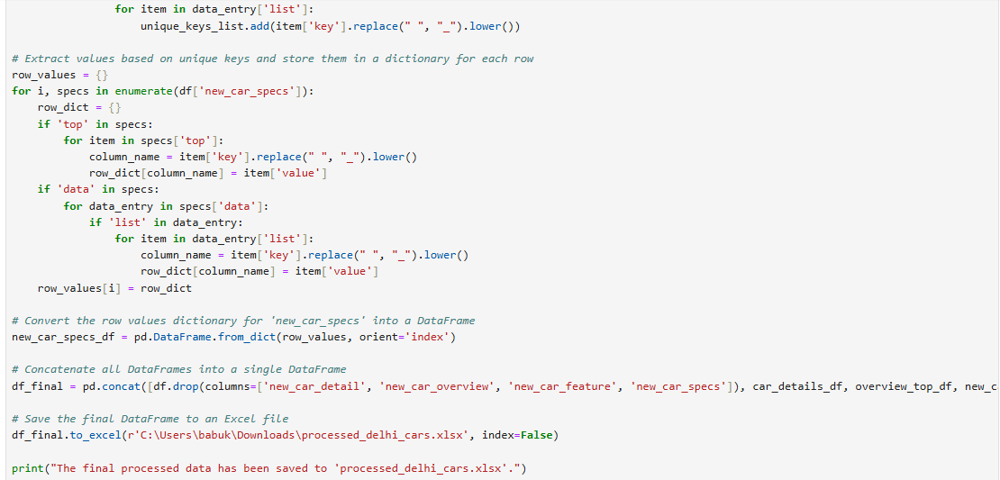 for item in data_entry['list']:
                    unique_keys_list.add(item['key'].replace(" ", "_").lower())

# Extract values based on unique keys and store them in a dictionary for each row
row_values = {}
for i, specs in enumerate(df['new_car_specs']):
    row_dict = {}
    if 'top' in specs:
        for item in specs['top']:
            column_name = item['key'].replace(" ", "_").lower()
            row_dict[column_name] = item['value']
    if 'data' in specs:
        for data_entry in specs['data']:
            if 'list' in data_entry:
                for item in data_entry['list']:
                    column_name = item['key'].replace(" ", "_").lower()
                    row_dict[column_name] = item['value']
    row_values[i] = row_dict

# Convert the row values dictionary for 'new_car_specs' into a DataFrame
new_car_specs_df = pd.DataFrame.from_dict(row_values, orient='index')

# Concatenate all DataFrames into a single DataFrame
df_final = pd.concat([df.drop(columns=['new_car_detail', 'new_car_overview', 'new_car_feature', 'new_car_specs']), car_details_df, overview_top_df, new_c

# Save the final DataFrame to an Excel file
df_final.to_excel(r'C:\Users\babuk\Downloads\processed_delhi_cars.xlsx', index=False)

print("The final processed data has been saved to 'processed_delhi_cars.xlsx'.")